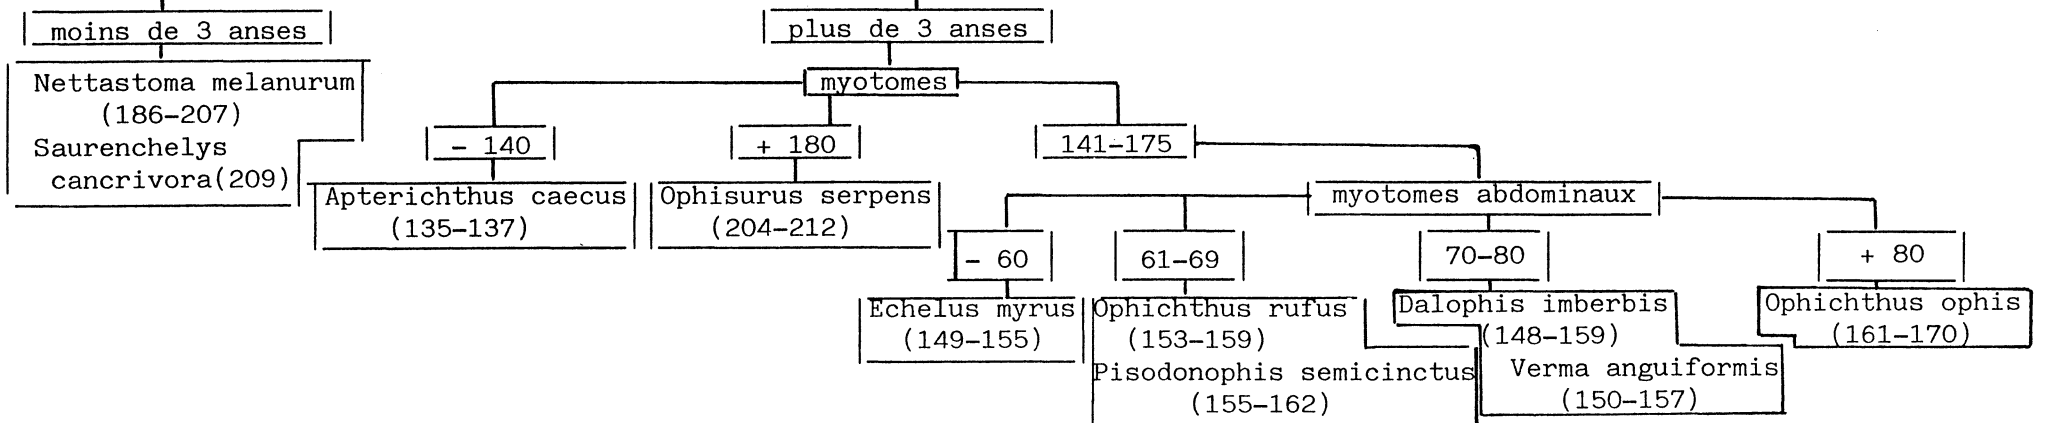 moins de 3 anses
plus de 3 anses
Nettastoma melanurum
(186-207)
Saurenchelys
cancrivora(209)
myotomes
- 140
+ 180
141-175
Apterichthus caecus
(135-137)
Ophisurus serpens
(204-212)
myotomes abdominaux
- 60
61-69
70-80
+ 80
Echelus myrus
(149-155)
Ophichthus rufus
(153-159)
Pisodonophis semicinctus
(155-162)
Dalophis imberbis
(148-159)
Verma anguiformis
(150-157)
Ophichthus ophis
(161-170)